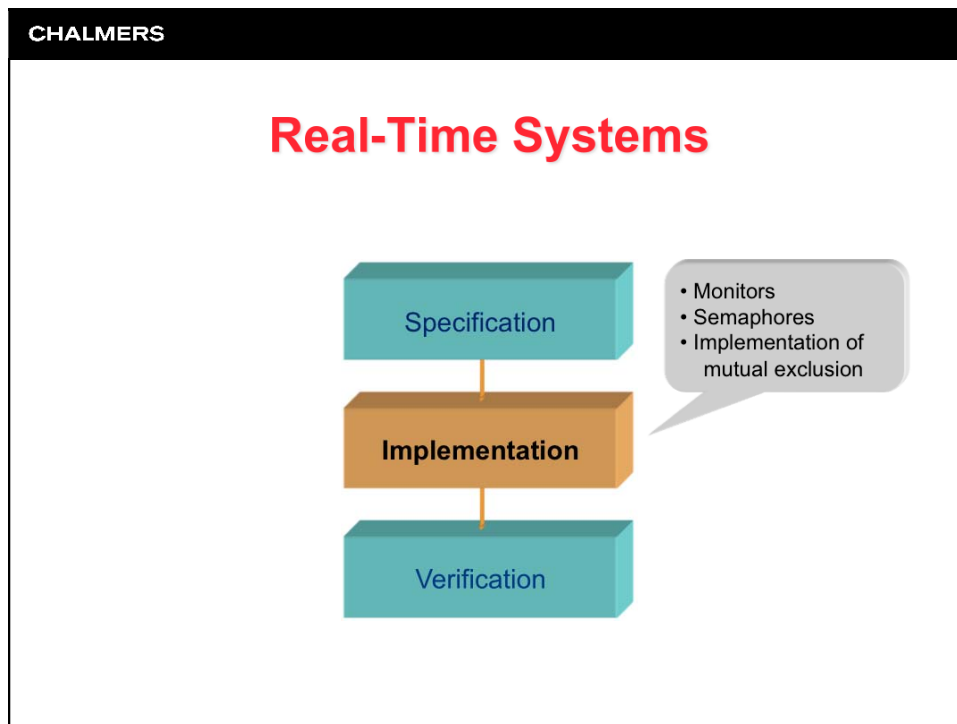 CHALMERS
Real-Time Systems
Specification
• Monitors
• Semaphores
• Implementation of
mutual exclusion
Implementation
Verification